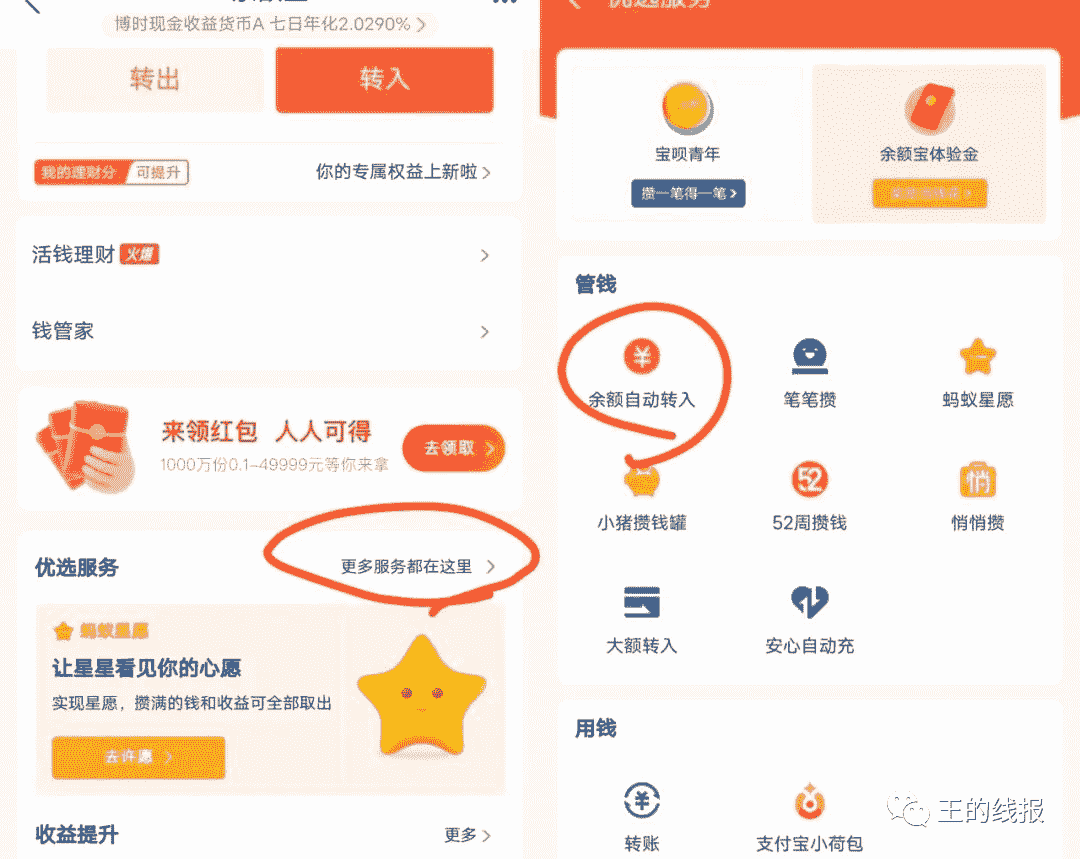 博时现金收益货币A 七日年化2.0290% >
转出
转入
我的理财分 可提升
你的专属权益上新啦 >
活钱理财 火爆 >
钱管家 >
来领红包 人人可得
1000万份0.1-49999元等你来拿
去领取 >
优选服务
更多服务都在这里 >
蚂蚁星愿
让星星看见你的心愿
实现星愿，攒满的钱和收益可全部取出
去许愿 >
收益提升
更多 >
优选服务
宝呗青年
攒一笔得一笔 >
余额宝体验金
管钱
余额自动转入
笔笔攒
蚂蚁星愿
小猪攒钱罐
52
52周攒钱
悄
悄悄攒
大额转入
安心自动充
用钱
转账
支付宝小荷包
王的线报